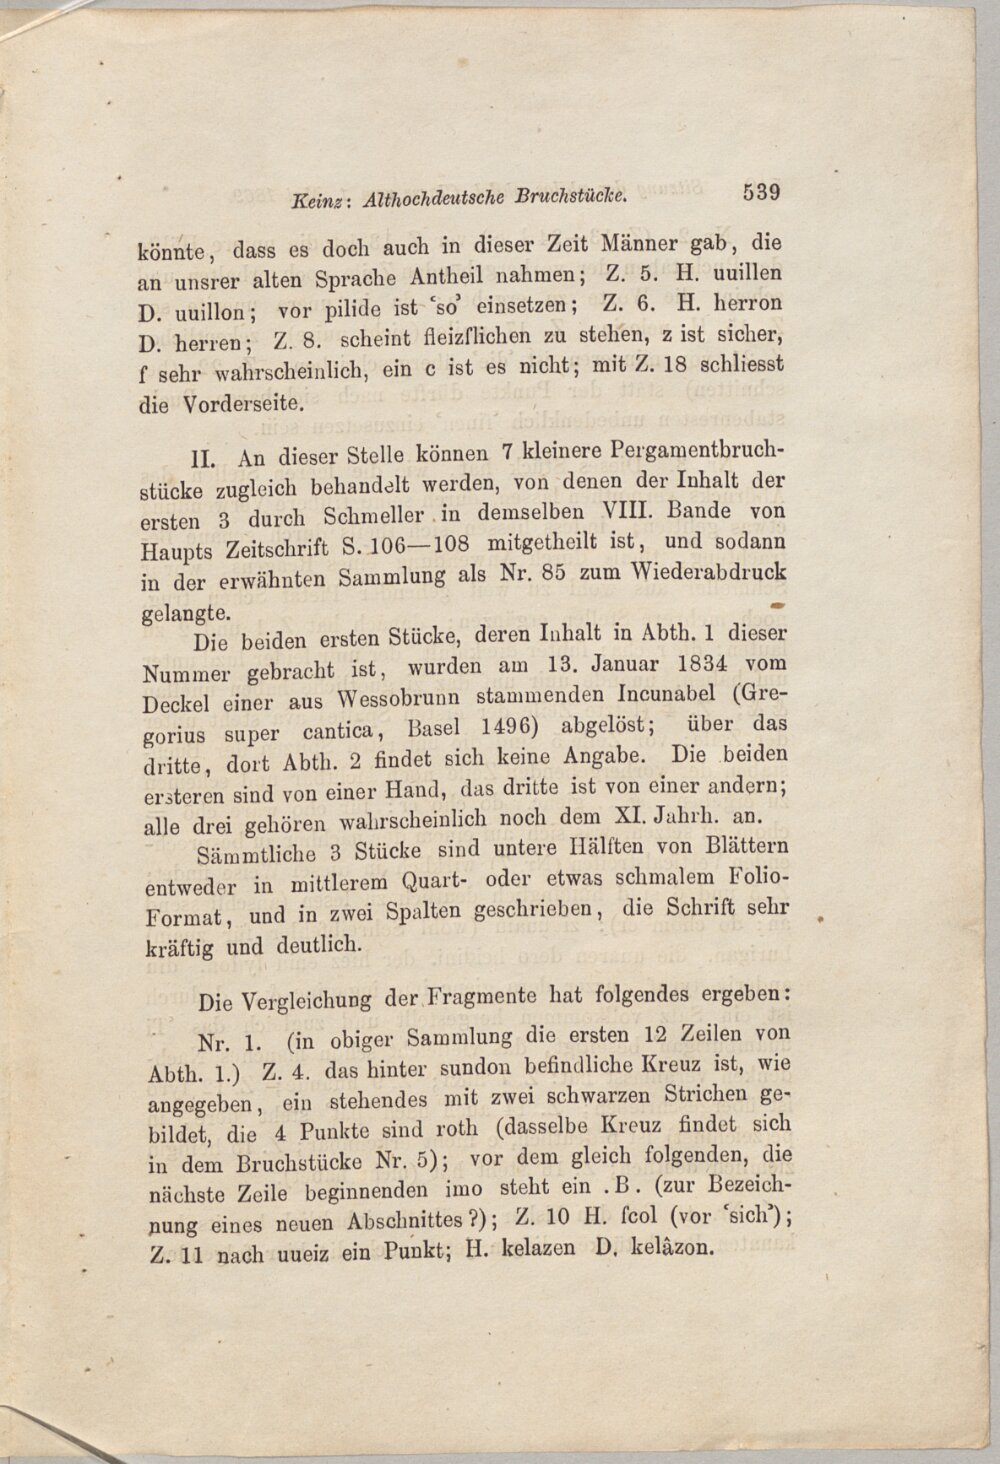 Keinz: Althochdeutsche Bruchstücke. 539
könnte, dass es doch auch in dieser Zeit Männer gab, die
an unsrer alten Sprache Antheil nahmen; Z. 5. H. uuillen
D. uuillon; vor pilide ist ‘so’ einsetzen; Z. 6. H. herron
D. herren; Z. 8. scheint fleizſlichen zu stehen, z ist sicher,
ſ sehr wahrscheinlich, ein c ist es nicht; mit Z. 18 schliesst
die Vorderseite.
II. An dieser Stelle können 7 kleinere Pergamentbruch-
stücke zugleich behandelt werden, von denen der Inhalt der
ersten 3 durch Schmeller in demselben VIII. Bande von
Haupts Zeitschrift S. 106—108 mitgetheilt ist, und sodann
in der erwähnten Sammlung als Nr. 85 zum Wiederabdruck
gelangte.
Die beiden ersten Stücke, deren Inhalt in Abth. 1 dieser
Nummer gebracht ist, wurden am 13. Januar 1834 vom
Deckel einer aus Wessobrunn stammenden Incunabel (Gre-
gorius super cantica, Basel 1496) abgelöst; über das
dritte, dort Abth. 2 findet sich keine Angabe. Die beiden
ersteren sind von einer Hand, das dritte ist von einer andern;
alle drei gehören wahrscheinlich noch dem XI. Jahrh. an.
Sämmtliche 3 Stücke sind untere Hälften von Blättern
entweder in mittlerem Quart- oder etwas schmalem Folio-
Format, und in zwei Spalten geschrieben, die Schrift sehr
kräftig und deutlich.
Die Vergleichung der Fragmente hat folgendes ergeben:
Nr. 1. (in obiger Sammlung die ersten 12 Zeilen von
Abth. 1.) Z. 4. das hinter sundon befindliche Kreuz ist, wie
angegeben, ein stehendes mit zwei schwarzen Strichen ge-
bildet, die 4 Punkte sind roth (dasselbe Kreuz findet sich
in dem Bruchstücke Nr. 5); vor dem gleich folgenden, die
nächste Zeile beginnenden imo steht ein .B. (zur Bezeich-
nung eines neuen Abschnittes?); Z. 10 H. ſcol (vor ‘sich’);
Z. 11 nach uueiz ein Punkt; H. kelazen D. kelâzon.